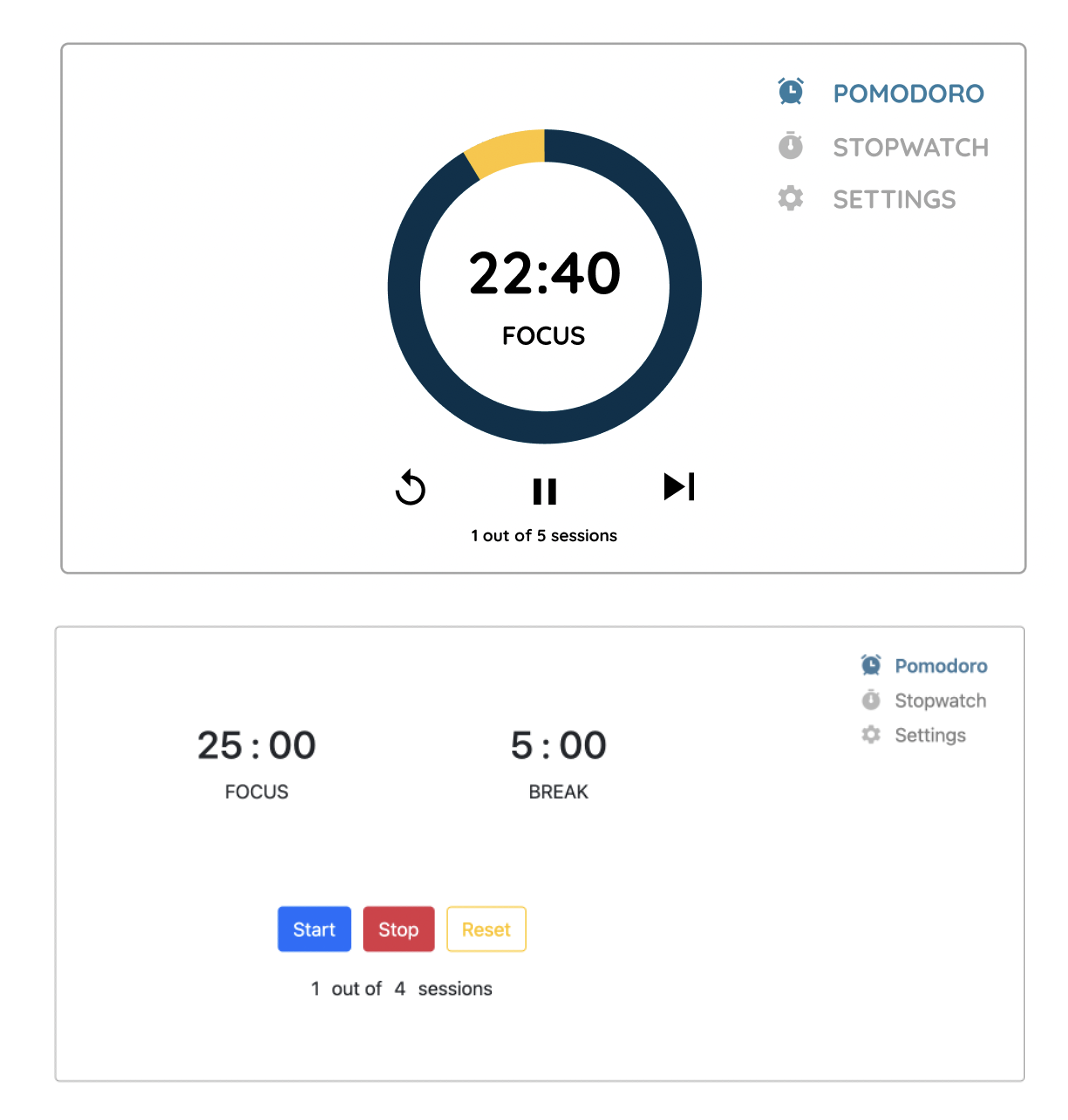 POMODORO
STOPWATCH
SETTINGS
22:40
FOCUS
1 out of 5 sessions
Pomodoro
Stopwatch
Settings
25 : 00
5 : 00
FOCUS
BREAK
Start
Stop
Reset
1 out of 4 sessions